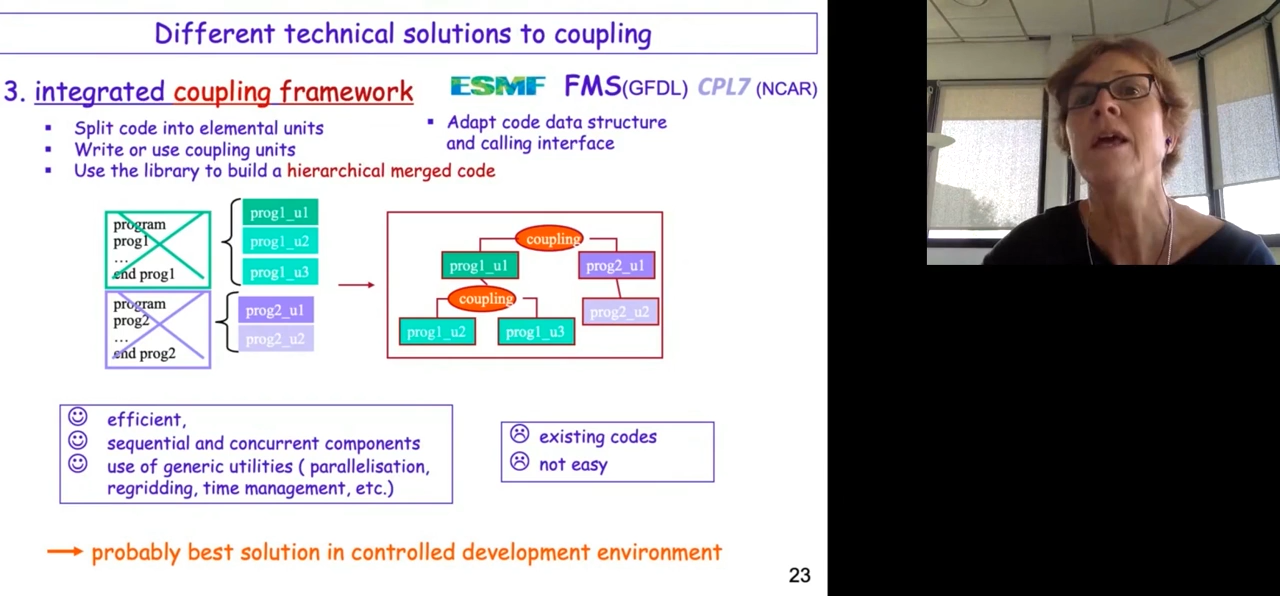 Different technical solutions to coupling
3. integrated coupling framework
ESMF FMS(GFDL) CPL7 (NCAR)
▪ Split code into elemental units
▪ Write or use coupling units
▪ Use the library to build a hierarchical merged code
▪ Adapt code data structure
and calling interface
program
prog1
...
end prog1
program
prog2
...
end prog2
prog1_u1
prog1_u2
prog1_u3
prog2_u1
prog2_u2
coupling
prog1_u1
prog2_u1
coupling
prog2_u2
prog1_u2
prog1_u3
efficient,
sequential and concurrent components
use of generic utilities ( parallelisation,
regridding, time management, etc.)
existing codes
not easy
probably best solution in controlled development environment
23